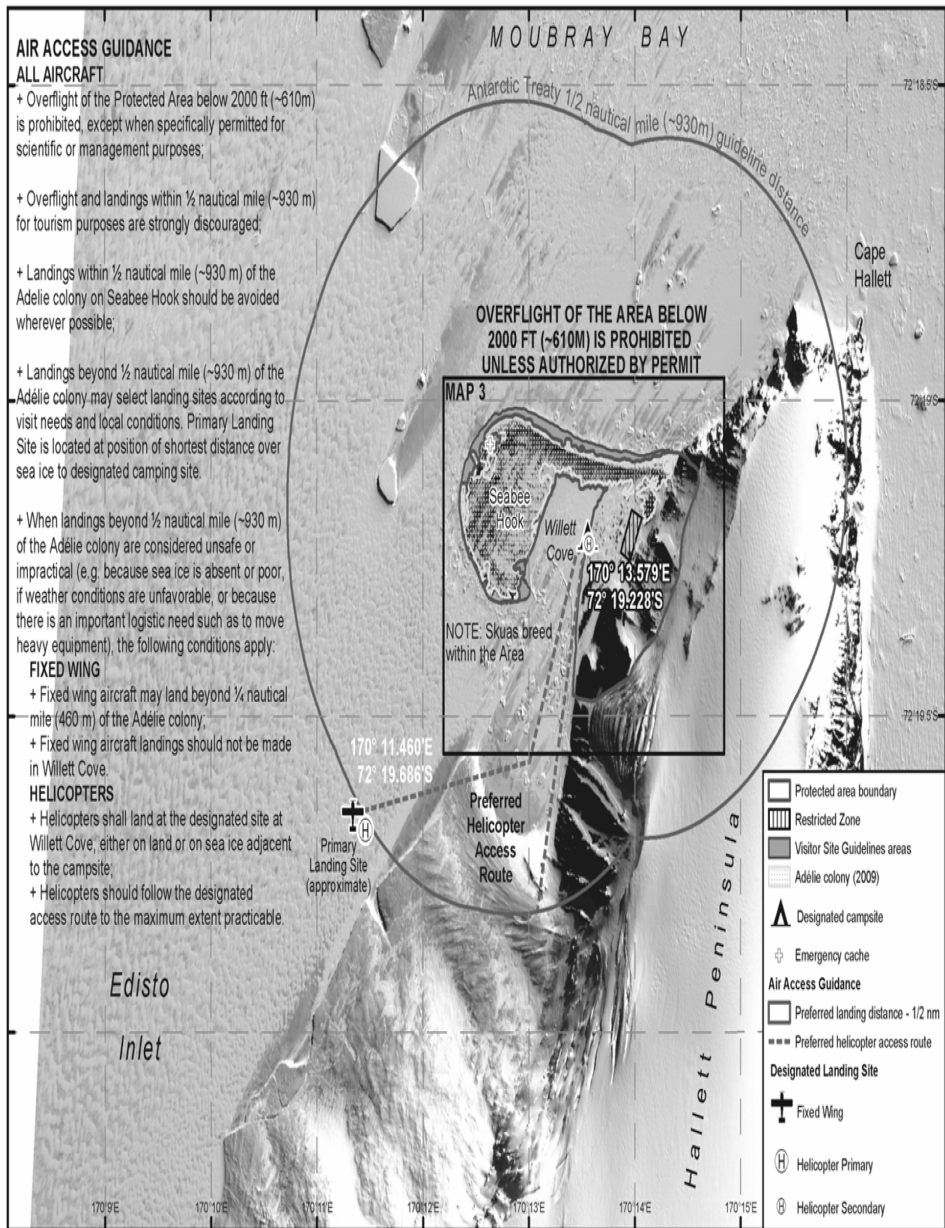 MOUBRAY BAY
AIR ACCESS GUIDANCE
ALL AIRCRAFT
+ Overflight of the Protected Area below 2000 ft (~610m)
is prohibited, except when specifically permitted for
scientific or management purposes;
+ Overflight and landings within ½ nautical mile (~930 m)
for tourism purposes are strongly discouraged;
+ Landings within ½ nautical mile (~930 m) of the
Adelie colony on Seabee Hook should be avoided
wherever possible;
+ Landings beyond ½ nautical mile (~930 m) of the
Adélie colony may select landing sites according to
visit needs and local conditions. Primary Landing
Site is located at position of shortest distance over
sea ice to designated camping site.
+ When landings beyond ½ nautical mile (~930 m)
of the Adélie colony are considered unsafe or
impractical (e.g. because sea ice is absent or poor,
if weather conditions are unfavorable, or because
there is an important logistic need such as to move
heavy equipment), the following conditions apply:
FIXED WING
+ Fixed wing aircraft may land beyond ¼ nautical
mile (460 m) of the Adélie colony;
+ Fixed wing aircraft landings should not be made
in Willett Cove.
HELICOPTERS
+ Helicopters shall land at the designated site at
Willett Cove, either on land or on sea ice adjacent
to the campsite;
+ Helicopters should follow the designated
access route to the maximum extent practicable.
Antarctic Treaty 1/2 nautical mile (~930m) guideline distance
72°18.5'S
Cape
Hallett
OVERFLIGHT OF THE AREA BELOW
2000 FT (~610M) IS PROHIBITED
UNLESS AUTHORIZED BY PERMIT
MAP 3
72°19'S
Seabee
Hook
Willett
Cove
H
170° 13.579'E
72° 19.228'S
NOTE: Skuas breed
within the Area
72°19.5'S
170° 11.460'E
72° 19.686'S
H
Primary
Landing
Site
(approximate)
Preferred
Helicopter
Access
Route
Edisto
Inlet
Hallett Peninsula
Protected area boundary
Restricted Zone
Visitor Site Guidelines areas
Adélie colony (2009)
Designated campsite
Emergency cache
Air Access Guidance
Preferred landing distance - 1/2 nm
Preferred helicopter access route
Designated Landing Site
Fixed Wing
H Helicopter Primary
H Helicopter Secondary
170°9'E
170°10'E
170°11'E
170°12'E
170°13'E
170°14'E
170°15'E